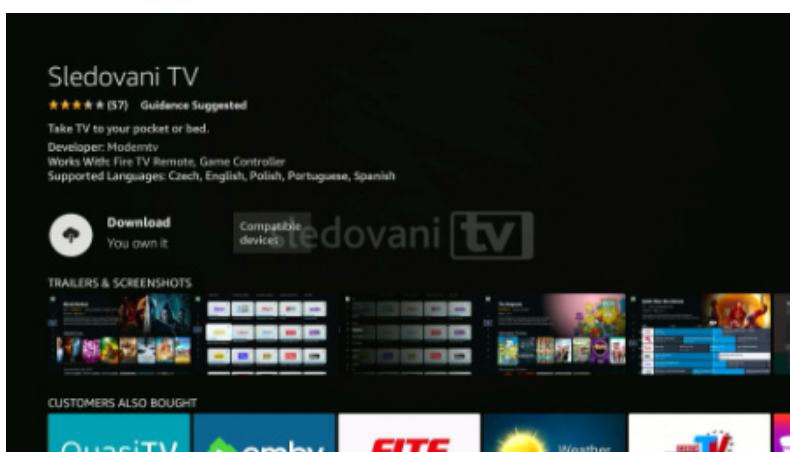 Sledovani TV
(57) Guidance Suggested
Take TV to your pocket or bed.
Developer: Moderntv
Works With: Fire TV Remote, Game Controller
Supported Languages: Czech, English, Polish, Portuguese, Spanish
Download
You own it
Compatible
devices
sledovani tv
TRAILERS & SCREENSHOTS
CUSTOMERS ALSO BOUGHT
QuasiTV
emby
FITE
Weather
TV